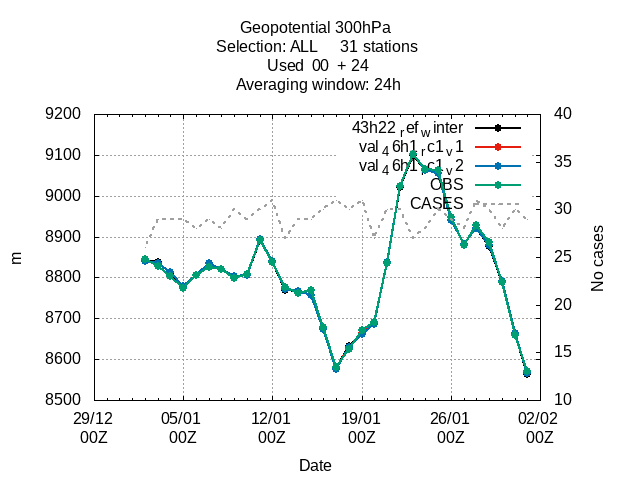 Geopotential 300hPa
Selection: ALL 31 stations
Used 00 + 24
Averaging window: 24h
9200
9100
9000
8900
8800
8700
8600
8500
m
40
35
30
25
20
15
10
No cases
43h22_ref_winter
val_46h1_rc1_v1
val_46h1_rc1_v2
OBS
CASES
29/12 05/01 12/01 19/01 26/01 02/02
00Z 00Z 00Z 00Z 00Z 00Z
Date